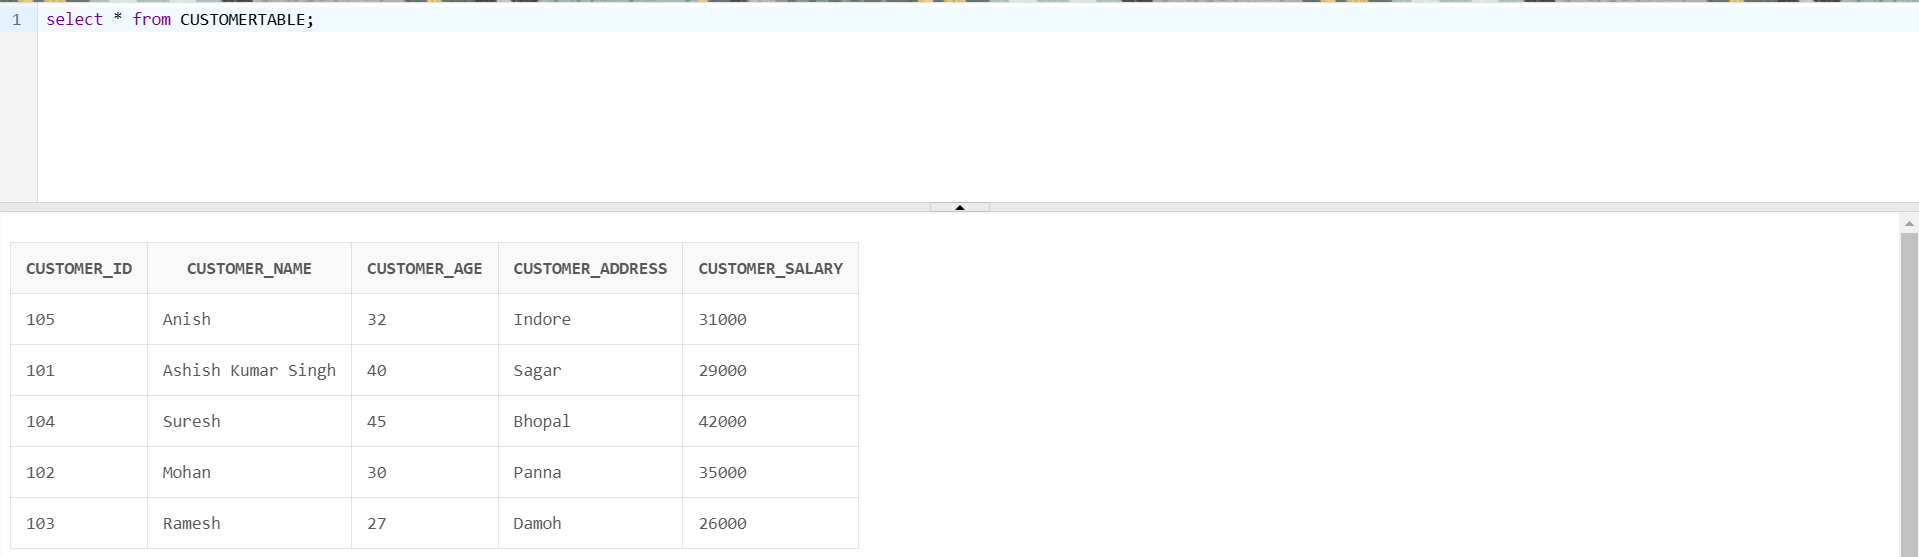 1 select * from CUSTOMERTABLE;
CUSTOMER_ID CUSTOMER_NAME CUSTOMER_AGE CUSTOMER_ADDRESS CUSTOMER_SALARY
105 Anish 32 Indore 31000
101 Ashish Kumar Singh 40 Sagar 29000
104 Suresh 45 Bhopal 42000
102 Mohan 30 Panna 35000
103 Ramesh 27 Damoh 26000